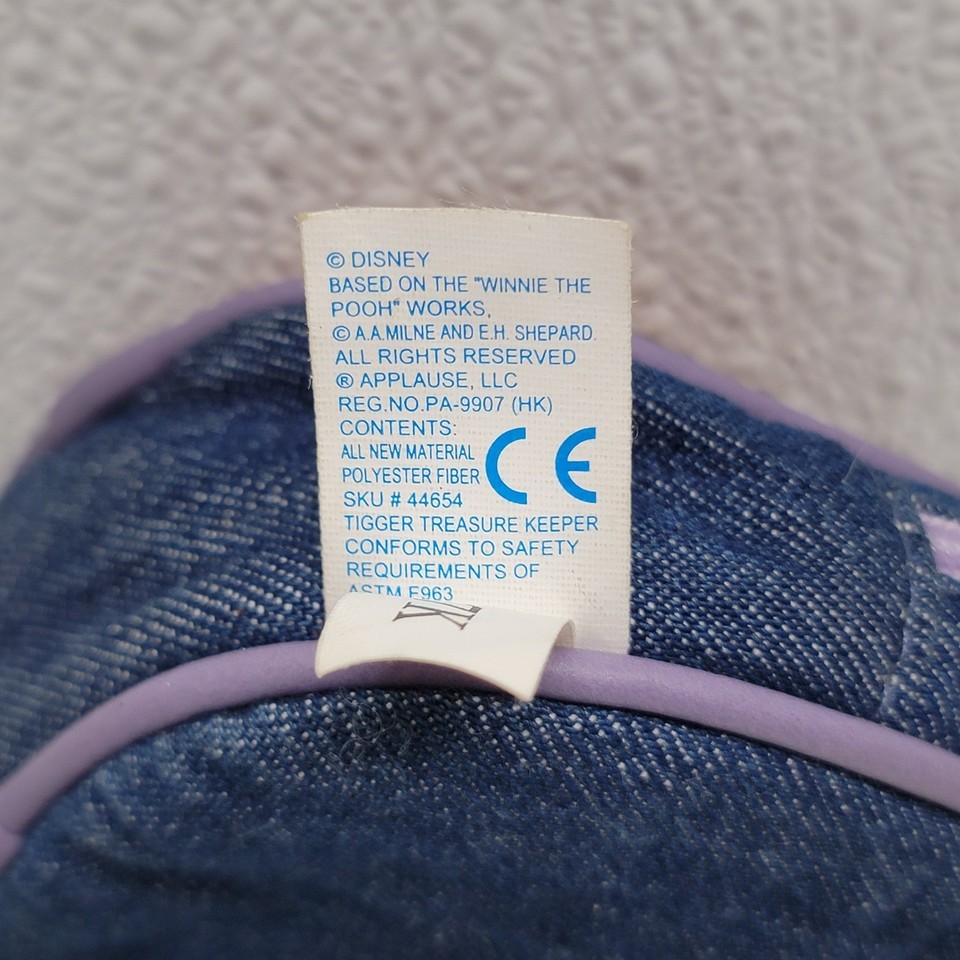 © DISNEY
BASED ON THE "WINNIE THE
POOH" WORKS,
© A.A.MILNE AND E.H. SHEPARD.
ALL RIGHTS RESERVED
® APPLAUSE, LLC
REG.NO.PA-9907 (HK)
CONTENTS:
ALL NEW MATERIAL
POLYESTER FIBER
CE
SKU # 44654
TIGGER TREASURE KEEPER
CONFORMS TO SAFETY
REQUIREMENTS OF
ASTM F963